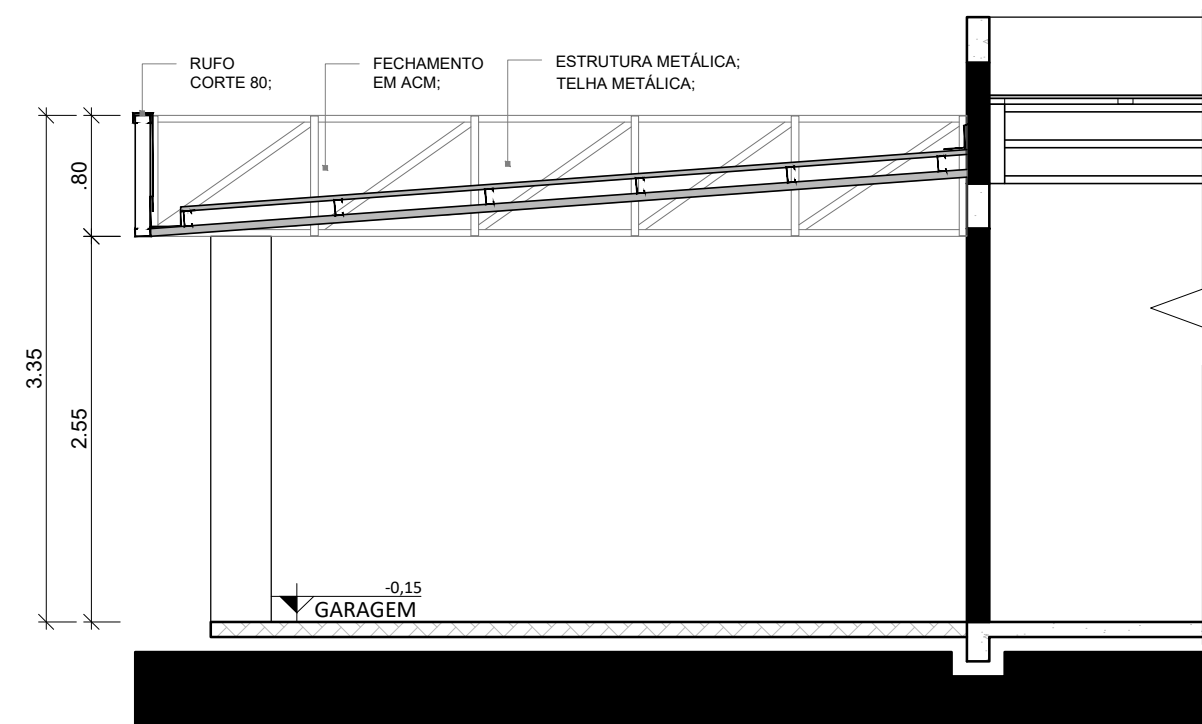 RUFO
CORTE 80;
FECHAMENTO
EM ACM;
ESTRUTURA METÁLICA;
TELHA METÁLICA;
.80
3.35
2.55
-0,15
GARAGEM